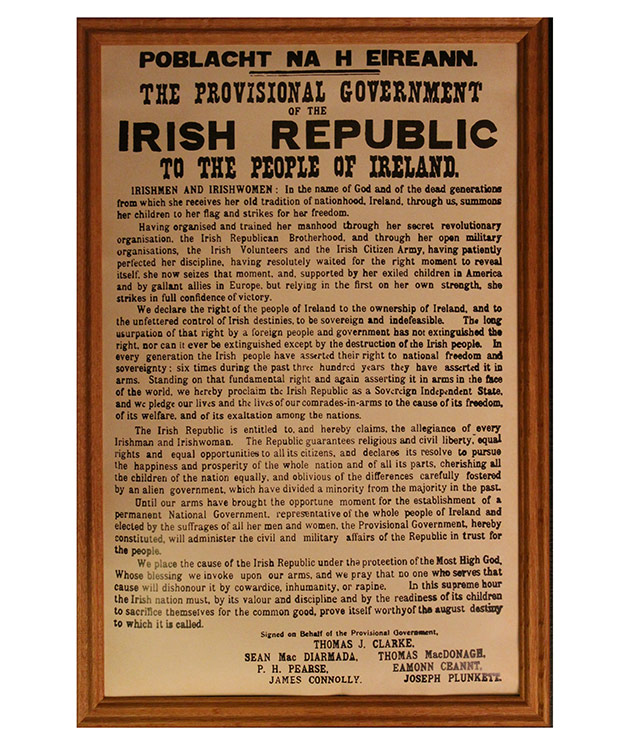 POBLACHT NA H EIREANN.
THE PROVISIONAL GOVERNMENT
OF THE
IRISH REPUBLIC
TO THE PEOPLE OF IRELAND.
IRISHMEN AND IRISHWOMEN: In the name of God and of the dead generations
from which she receives her old tradition of nationhood, Ireland, through us, summons
her children to her flag and strikes for her freedom.
Having organised and trained her manhood through her secret revolutionary
organisation, the Irish Republican Brotherhood, and through her open military
organisations, the Irish Volunteers and the Irish Citizen Army, having patiently
perfected her discipline, having resolutely waited for the right moment to reveal
itself, she now seizes that moment, and, supported by her exiled children in America
and by gallant allies in Europe, but relying in the first on her own strength, she
strikes in full confidence of victory.
We declare the right of the people of Ireland to the ownership of Ireland, and to
the unfettered control of Irish destinies, to be sovereign and indefeasible. The long
usurpation of that right by a foreign people and government has not extinguished the
right, nor can it ever be extinguished except by the destruction of the Irish people. In
every generation the Irish people have asserted their right to national freedom and
sovereignty; six times during the past three hundred years they have asserted it in
arms. Standing on that fundamental right and again asserting it in arms in the face
of the world, we hereby proclaim the Irish Republic as a Sovereign Independent State,
and we pledge our lives and the lives of our comrades-in-arms to the cause of its freedom,
of its welfare, and of its exaltation among the nations.
The Irish Republic is entitled to, and hereby claims, the allegiance of every
Irishman and Irishwoman. The Republic guarantees religious and civil liberty, equal
rights and equal opportunities to all its citizens, and declares its resolve to pursue
the happiness and prosperity of the whole nation and of all its parts, cherishing all
the children of the nation equally, and oblivious of the differences carefully fostered
by an alien government, which have divided a minority from the majority in the past.
Until our arms have brought the opportune moment for the establishment of a
permanent National Government, representative of the whole people of Ireland and
elected by the suffrages of all her men and women, the Provisional Government, hereby
constituted, will administer the civil and military affairs of the Republic in trust for
the people.
We place the cause of the Irish Republic under the protection of the Most High God,
Whose blessing we invoke upon our arms, and we pray that no one who serves that
cause will dishonour it by cowardice, inhumanity, or rapine. In this supreme hour
the Irish nation must, by its valour and discipline and by the readiness of its children
to sacrifice themselves for the common good, prove itself worthy of the august destiny
to which it is called.
Signed on Behalf of the Provisional Government,
THOMAS J. CLARKE,
SEAN Mac DIARMADA, THOMAS MacDONAGH,
P. H. PEARSE, EAMONN CEANNT,
JAMES CONNOLLY. JOSEPH PLUNKETT.